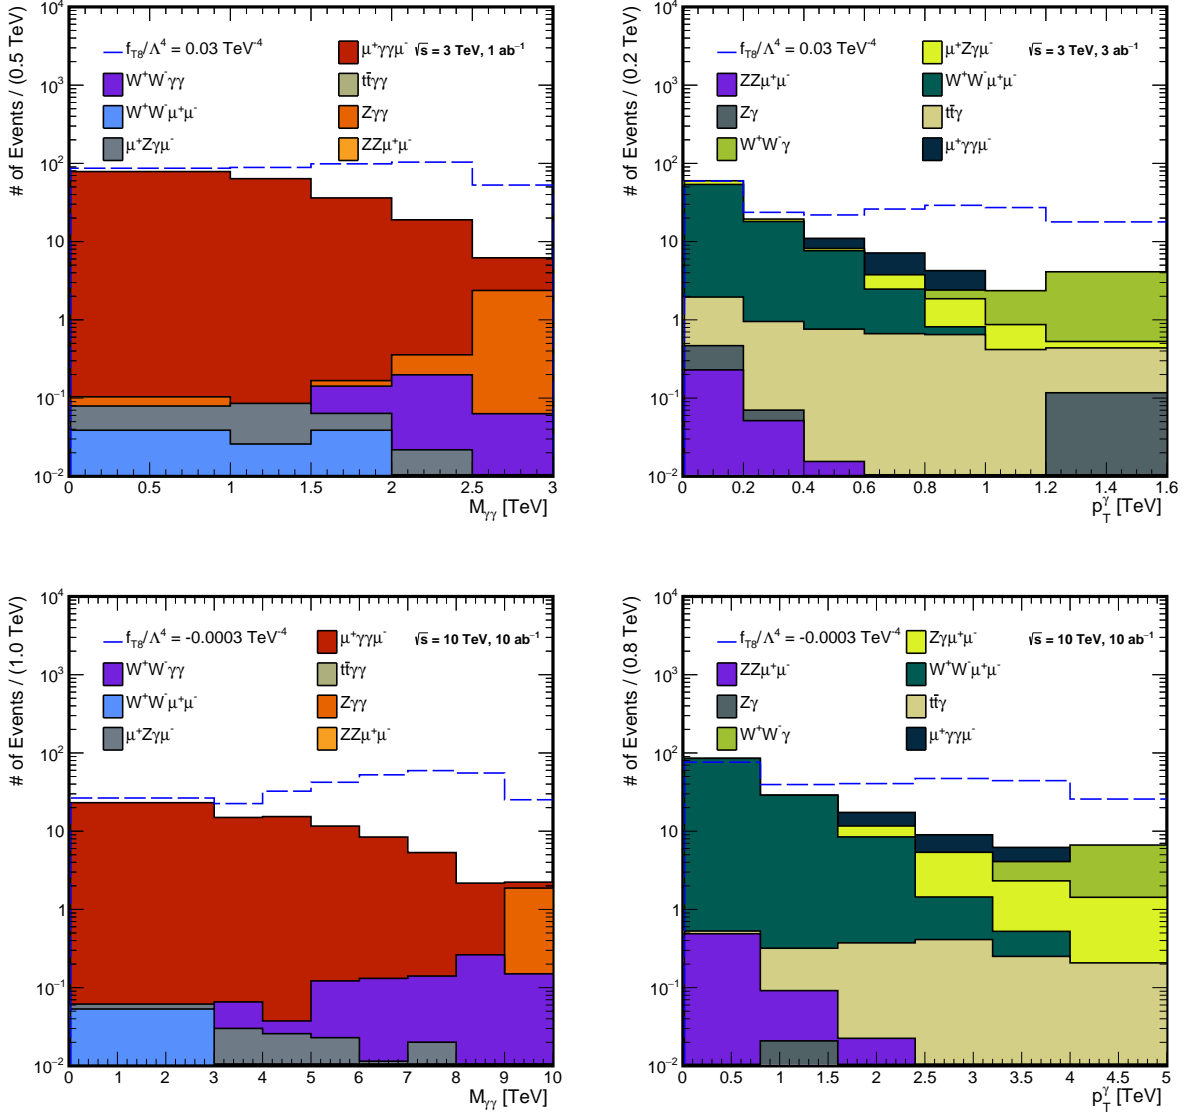 # of Events / (0.5 TeV)
10⁴
10³
10²
10
1
10⁻¹
10⁻²
f_T8/Λ⁴ = 0.03 TeV⁻⁴
W⁺W⁻γγ
W⁺W⁻μ⁺μ⁻
μ⁺Zγμ⁻
μ⁺γγμ⁻
tt̄γγ
Zγγ
ZZμ⁺μ⁻
√s = 3 TeV, 1 ab⁻¹
0 0.5 1 1.5 2 2.5 3
M_γγ [TeV]
# of Events / (0.2 TeV)
10⁴
10³
10²
10
1
10⁻¹
10⁻²
f_T8/Λ⁴ = 0.03 TeV⁻⁴
ZZμ⁺μ⁻
Zγ
W⁺W⁻γ
μ⁺Zγμ⁻
W⁺W⁻μ⁺μ⁻
tt̄γ
μ⁺γγμ⁻
√s = 3 TeV, 3 ab⁻¹
0 0.2 0.4 0.6 0.8 1 1.2 1.4 1.6
p_T^γ [TeV]
# of Events / (1.0 TeV)
10⁴
10³
10²
10
1
10⁻¹
10⁻²
f_T8/Λ⁴ = -0.0003 TeV⁻⁴
W⁺W⁻γγ
W⁺W⁻μ⁺μ⁻
μ⁺Zγμ⁻
μ⁺γγμ⁻
tt̄γγ
Zγγ
ZZμ⁺μ⁻
√s = 10 TeV, 10 ab⁻¹
0 1 2 3 4 5 6 7 8 9 10
M_γγ [TeV]
# of Events / (0.8 TeV)
10⁴
10³
10²
10
1
10⁻¹
10⁻²
f_T8/Λ⁴ = -0.0003 TeV⁻⁴
ZZμ⁺μ⁻
Zγ
W⁺W⁻γ
Zγμ⁺μ⁻
W⁺W⁻μ⁺μ⁻
tt̄γ
μ⁺γγμ⁻
√s = 10 TeV, 10 ab⁻¹
0 0.5 1 1.5 2 2.5 3 3.5 4 4.5 5
p_T^γ [TeV]